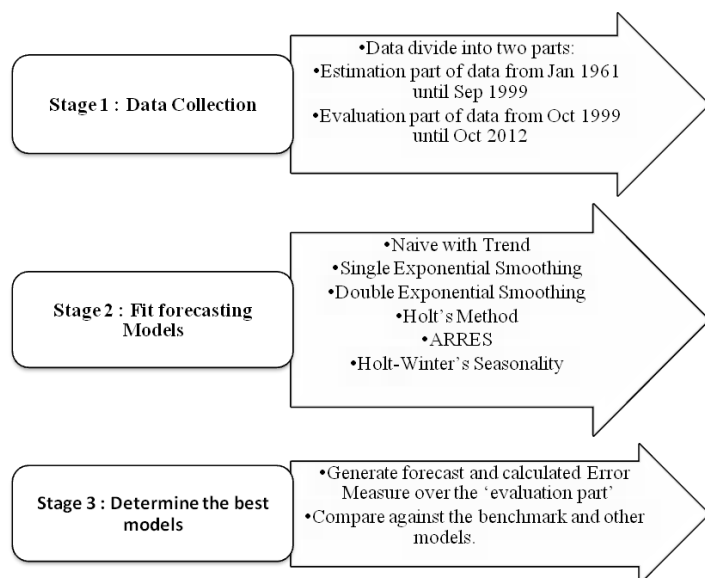 Stage 1 : Data Collection
•Data divide into two parts:
•Estimation part of data from Jan 1961
until Sep 1999
•Evaluation part of data from Oct 1999
until Oct 2012
Stage 2 : Fit forecasting
Models
•Naive with Trend
•Single Exponential Smoothing
•Double Exponential Smoothing
•Holt's Method
•ARRES
•Holt-Winter's Seasonality
Stage 3 : Determine the best
models
•Generate forecast and calculated Error
Measure over the ‘evaluation part’
•Compare against the benchmark and other
models.